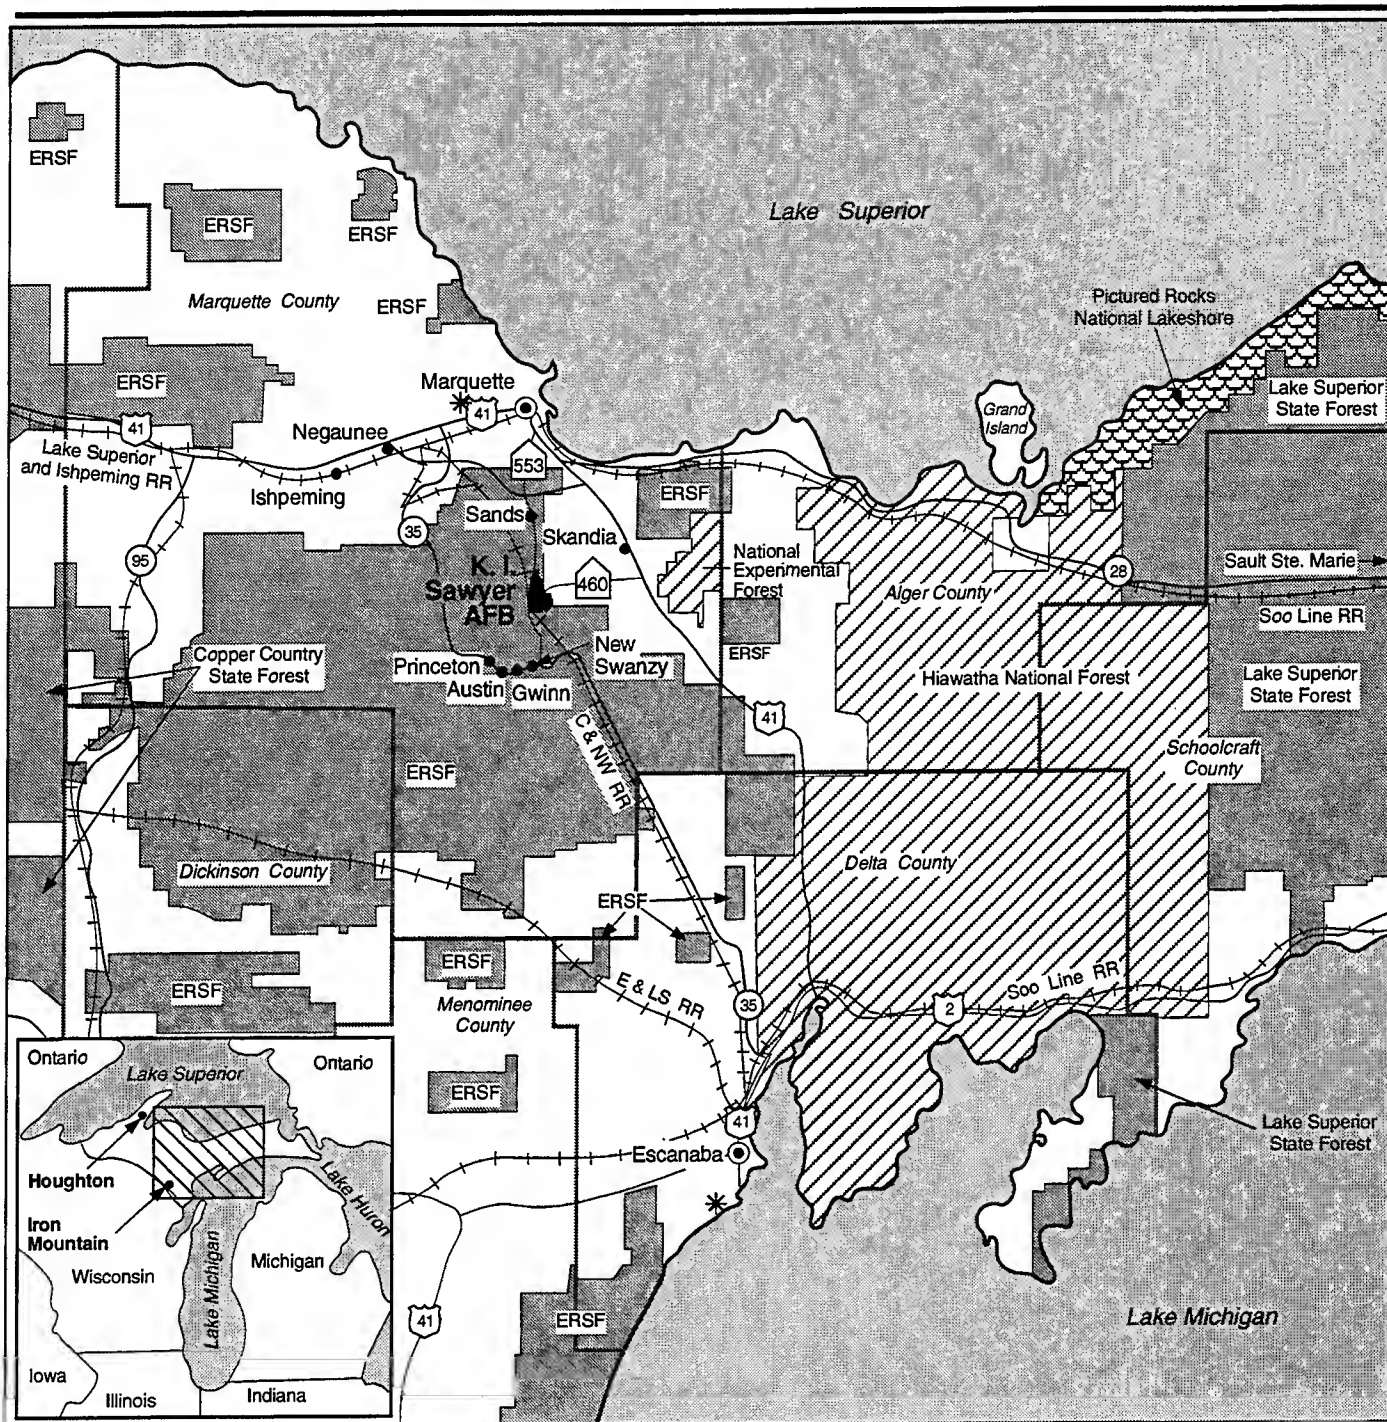 ERSF
ERSF
ERSF
Lake Superior
Marquette County
ERSF
Pictured Rocks
National Lakeshore
ERSF
Marquette
41
Lake Superior
State Forest
Grand
Island
41
Negaunee
Lake Superior
and Ishpeming RR
553
Ishpeming
ERSF
Sands
35
Skandia
95
National
Experimental
Forest
K. I.
Sawyer
AFB
460
28
Sault Ste. Marie
Alger County
Soo Line RR
Copper Country
State Forest
Princeton
Austin
Gwinn
New
Swanzy
ERSF
Hiawatha National Forest
Lake Superior
State Forest
41
C & NW RR
Schoolcraft
County
ERSF
Dickinson County
Delta County
ERSF
ERSF
ERSF
Menominee
County
E & LS RR
35
2
Soo Line RR
ERSF
41
Escanaba
Lake Superior
State Forest
41
ERSF
Lake Michigan
Ontario
Lake Superior
Ontario
Houghton
Iron
Mountain
Lake Huron
Wisconsin
Lake Michigan
Michigan
Iowa
Illinois
Indiana